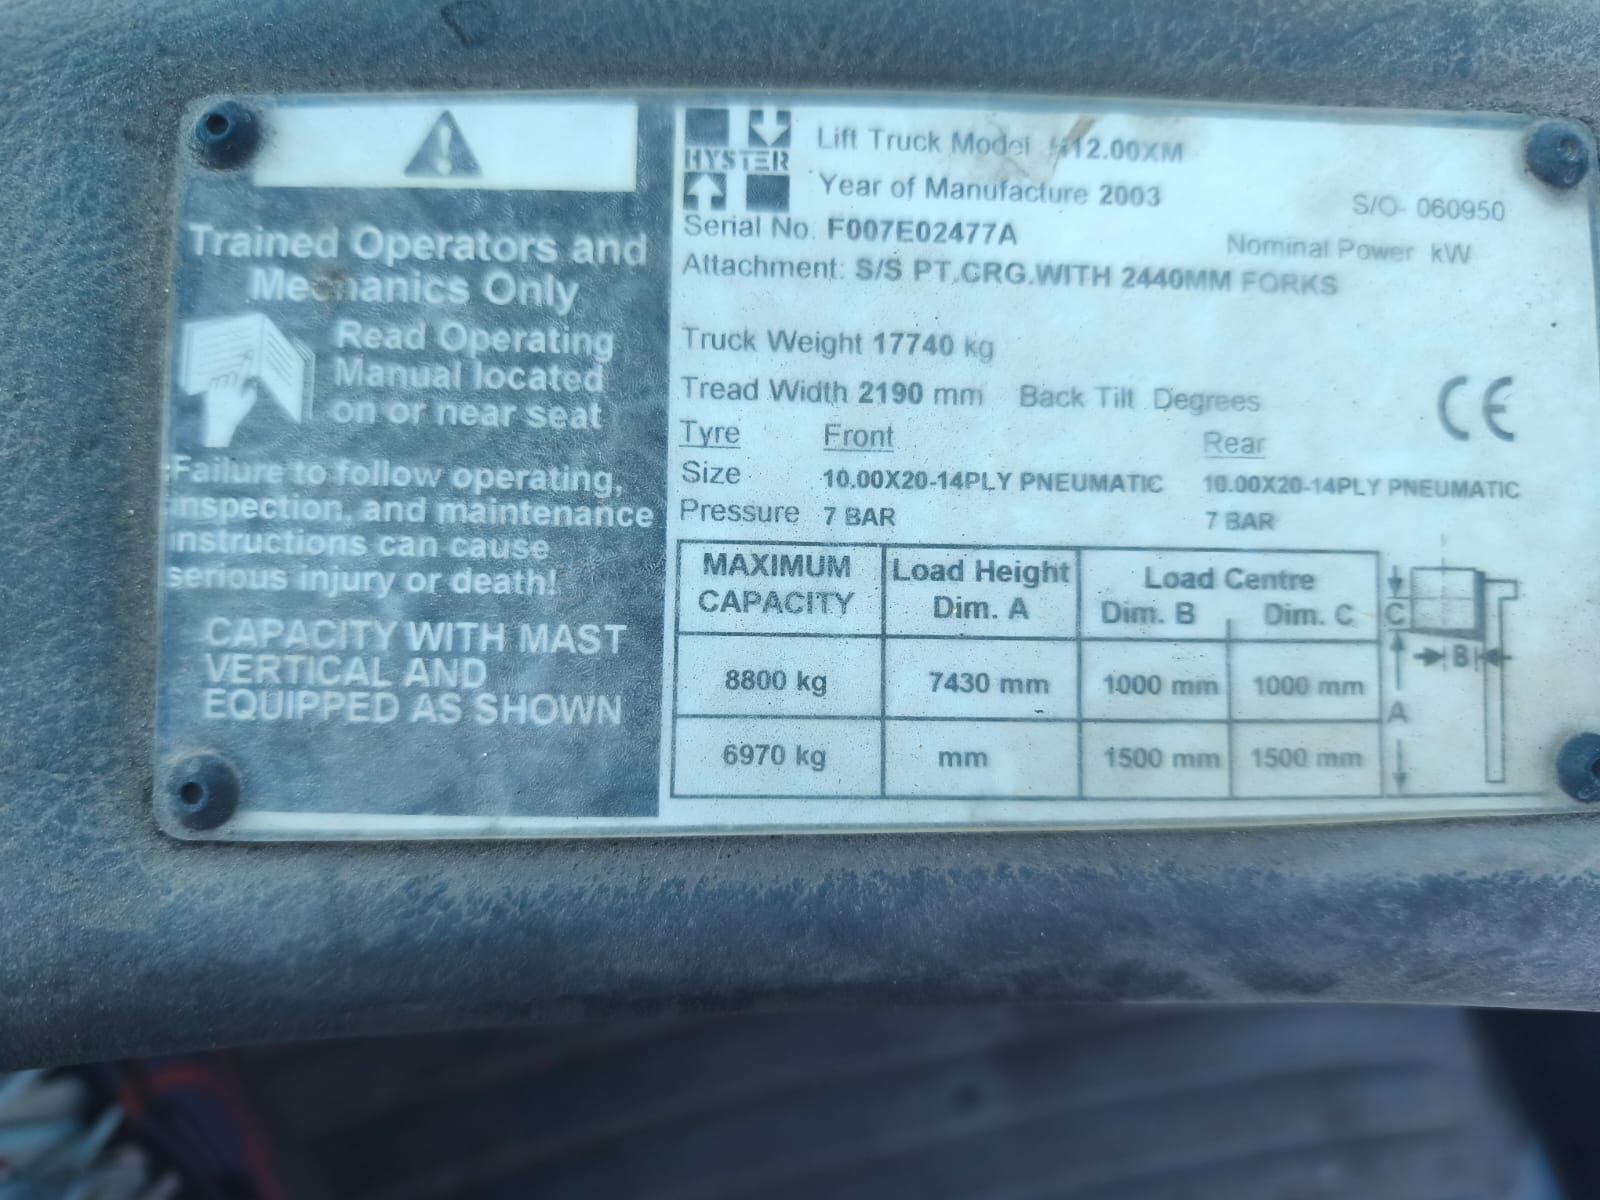 Trained Operators and
Mechanics Only
Read Operating
Manual located
on or near seat
Failure to follow operating,
inspection, and maintenance
instructions can cause
serious injury or death!
CAPACITY WITH MAST
VERTICAL AND
EQUIPPED AS SHOWN
HYSTER
Lift Truck Model H12.00XM
Year of Manufacture 2003
S/O- 060950
Serial No. F007E02477A
Nominal Power kW
Attachment: S/S PT.CRG.WITH 2440MM FORKS
Truck Weight 17740 kg
Tread Width 2190 mm Back Tilt Degrees
CE
Tyre Front Rear
Size 10.00X20-14PLY PNEUMATIC 10.00X20-14PLY PNEUMATIC
Pressure 7 BAR 7 BAR
MAXIMUM CAPACITY Load Height Dim. A Load Centre Dim. B Dim. C
8800 kg 7430 mm 1000 mm 1000 mm
6970 kg mm 1500 mm 1500 mm
C
B
A